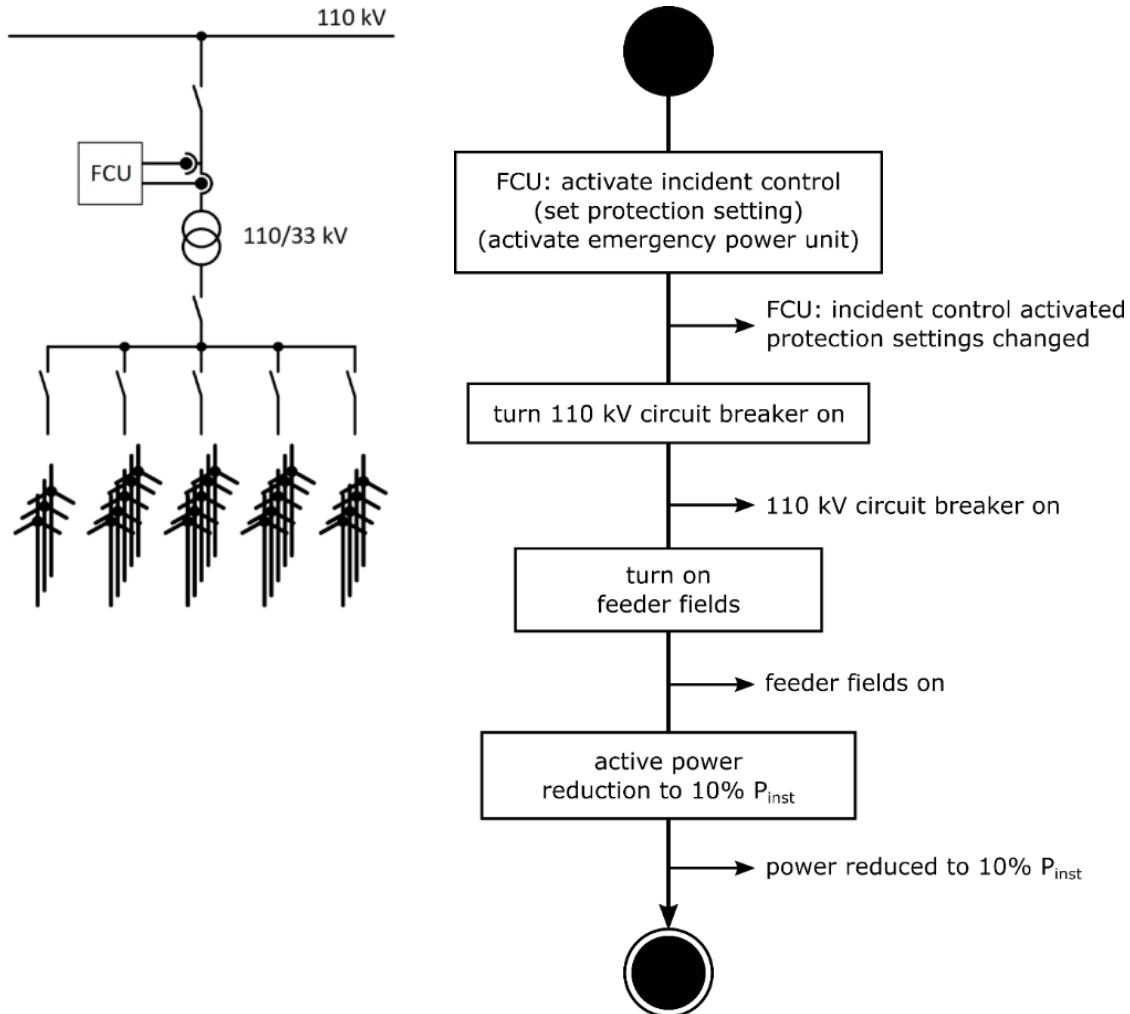 110 kV
FCU
110/33 kV
FCU: activate incident control
(set protection setting)
(activate emergency power unit)
FCU: incident control activated
protection settings changed
turn 110 kV circuit breaker on
110 kV circuit breaker on
turn on
feeder fields
feeder fields on
active power
reduction to 10% Pinst
power reduced to 10% Pinst